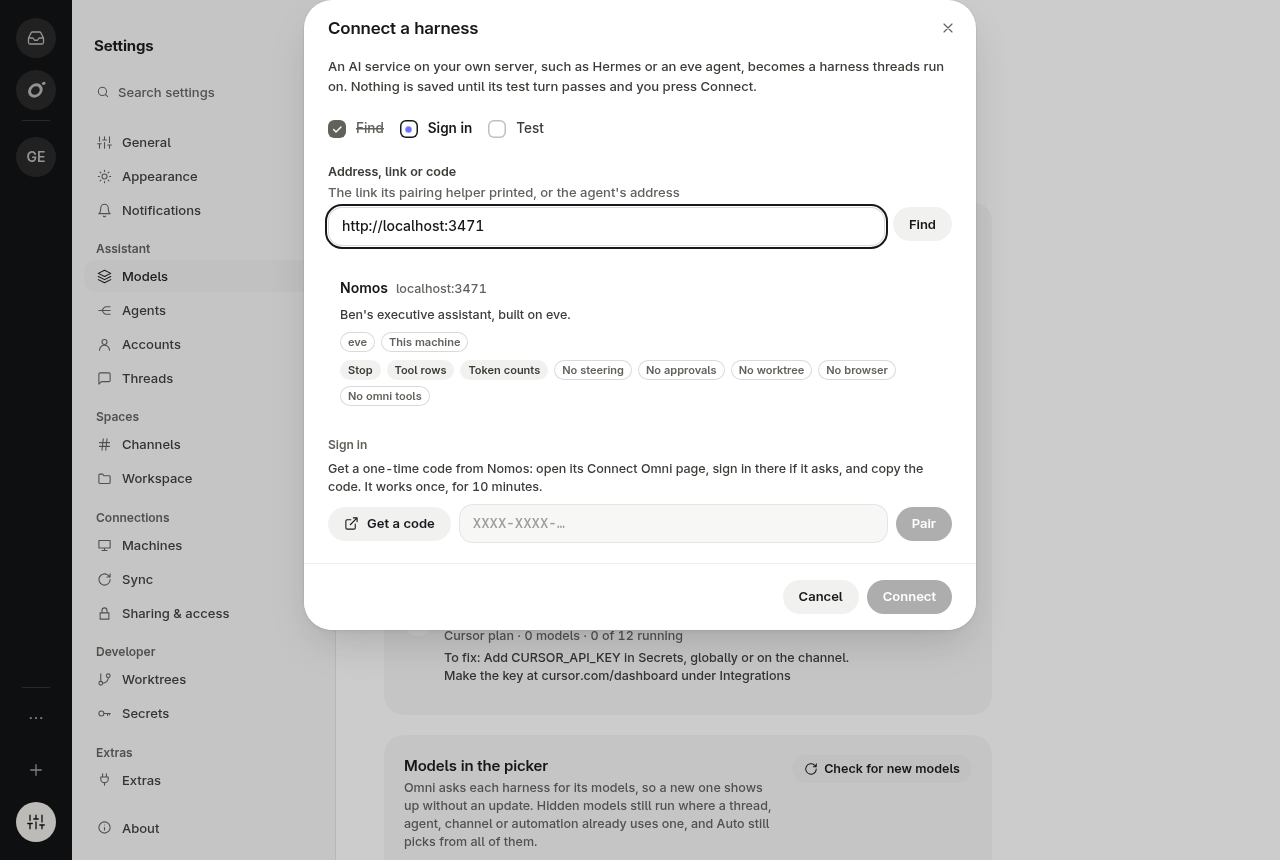 Connect a harness
An AI service on your own server, such as Hermes or an eve agent, becomes a harness threads run
on. Nothing is saved until its test turn passes and you press Connect.
Find
Sign in
Test
Address, link or code
The link its pairing helper printed, or the agent's address
http://localhost:3471
Find
Nomos localhost:3471
Ben's executive assistant, built on eve.
eve
This machine
Stop
Tool rows
Token counts
No steering
No approvals
No worktree
No browser
No omni tools
Sign in
Get a one-time code from Nomos: open its Connect Omni page, sign in there if it asks, and copy the
code. It works once, for 10 minutes.
Get a code
XXXX-XXXX-…
Pair
Cancel
Connect
GE
Settings
Search settings
General
Appearance
Notifications
Assistant
Models
Agents
Accounts
Threads
Spaces
Channels
Workspace
Connections
Machines
Sync
Sharing & access
Developer
Worktrees
Secrets
Extras
Extras
About
Cursor plan · 0 models · 0 of 12 running
To fix: Add CURSOR_API_KEY in Secrets, globally or on the channel.
Make the key at cursor.com/dashboard under Integrations
Models in the picker
Check for new models
Omni asks each harness for its models, so a new one shows
up without an update. Hidden models still run where a thread,
agent, channel or automation already uses one, and Auto still
picks from all of them.